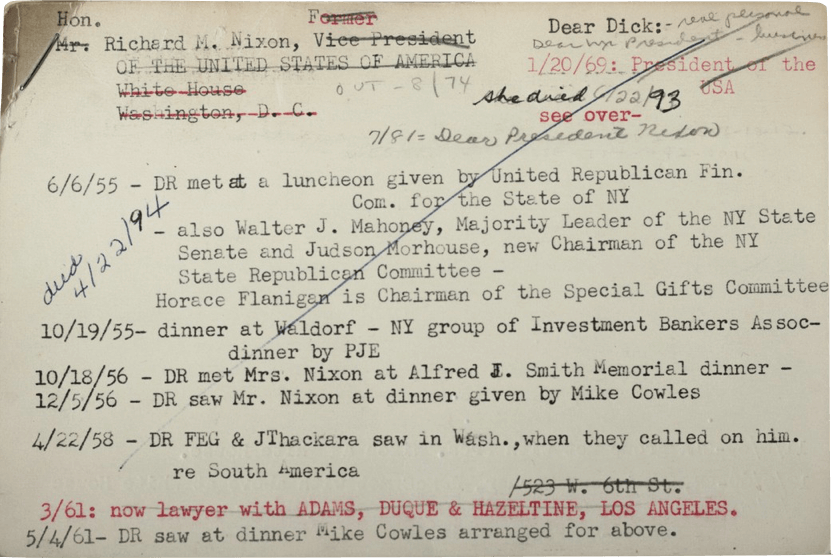 Hon. Former Dear Dick:- real personal
Mr. Richard M. Nixon, Vice President Dear Mr President - business
OF THE UNITED STATES OF AMERICA 1/20/69: President of the USA
White House OUT - 8/74 she died 6/22/93
Washington, D. C. see over-
7/81= Dear President Nixon
6/6/55 - DR met at a luncheon given by United Republican Fin.
Com. for the State of NY
- also Walter J. Mahoney, Majority Leader of the NY State
Senate and Judson Morhouse, new Chairman of the NY
State Republican Committee -
died 4/22/94
Horace Flanigan is Chairman of the Special Gifts Committee
10/19/55- dinner at Waldorf - NY group of Investment Bankers Assoc-
dinner by PJE
10/18/56 - DR met Mrs. Nixon at Alfred E. Smith Memorial dinner -
12/5/56 - DR saw Mr. Nixon at dinner given by Mike Cowles
4/22/58 - DR FEG & JThackara saw in Wash.,when they called on him.
re South America
523 W. 6th St.
3/61: now lawyer with ADAMS, DUQUE & HAZELTINE, LOS ANGELES.
5/4/61- DR saw at dinner Mike Cowles arranged for above.